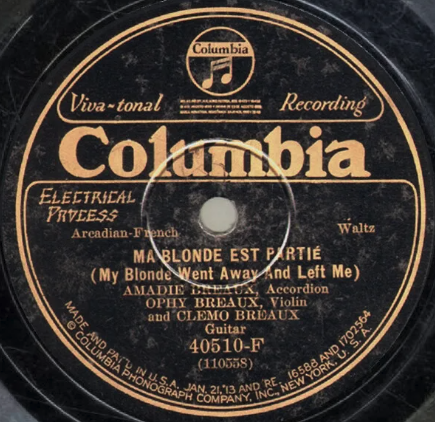 Columbia
Viva-tonal Recording
Columbia
ELECTRICAL
PROCESS
Arcadian-French Waltz
MA BLONDE EST PARTIÉ
(My Blonde Went Away And Left Me)
AMADIE BREAUX, Accordion
OPHY BREAUX, Violin
and CLEMO BREAUX
Guitar
40510-F
(110558)
MADE AND PAT'D IN U.S.A. JAN. 21,'13 AND RE. 16588 AND 1702564
© COLUMBIA PHONOGRAPH COMPANY, INC., NEW YORK, U.S.A.